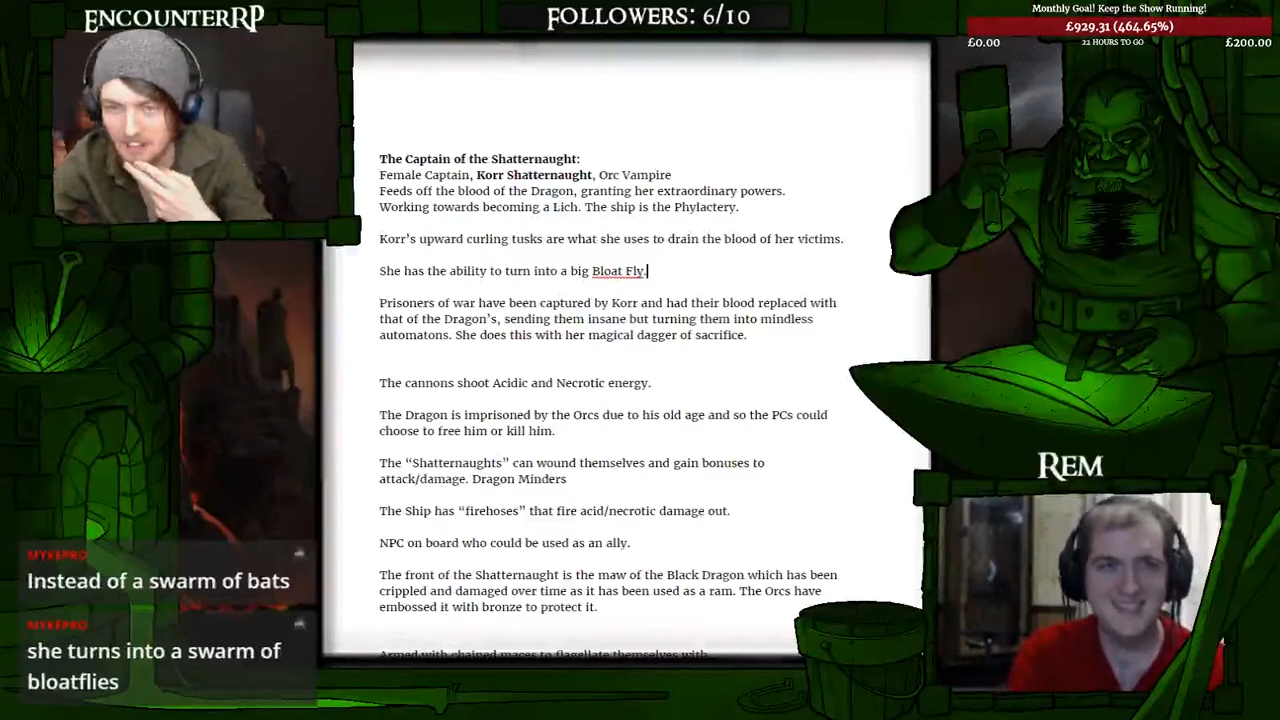 ENCOUNTERRP
FOLLOWERS: 6/10
Monthly Goal! Keep the Show Running!
£929.31 (464.65%)
£0.00
22 HOURS TO GO
£200.00
The Captain of the Shatternaught:
Female Captain, Korr Shatternaught, Orc Vampire
Feeds off the blood of the Dragon, granting her extraordinary powers.
Working towards becoming a Lich. The ship is the Phylactery.
Korr’s upward curling tusks are what she uses to drain the blood of her victims.
She has the ability to turn into a big Bloat Fly.
Prisoners of war have been captured by Korr and had their blood replaced with
that of the Dragon’s, sending them insane but turning them into mindless
automatons. She does this with her magical dagger of sacrifice.
The cannons shoot Acidic and Necrotic energy.
The Dragon is imprisoned by the Orcs due to his old age and so the PCs could
choose to free him or kill him.
The “Shatternaughts” can wound themselves and gain bonuses to
attack/damage. Dragon Minders
The Ship has “firehoses” that fire acid/necrotic damage out.
NPC on board who could be used as an ally.
The front of the Shatternaught is the maw of the Black Dragon which has been
crippled and damaged over time as it has been used as a ram. The Orcs have
embossed it with bronze to protect it.
Armed with chained maces to flagellate themselves with
REM
MYKEPRO
Instead of a swarm of bats
MYKEPRO
she turns into a swarm of
bloatflies